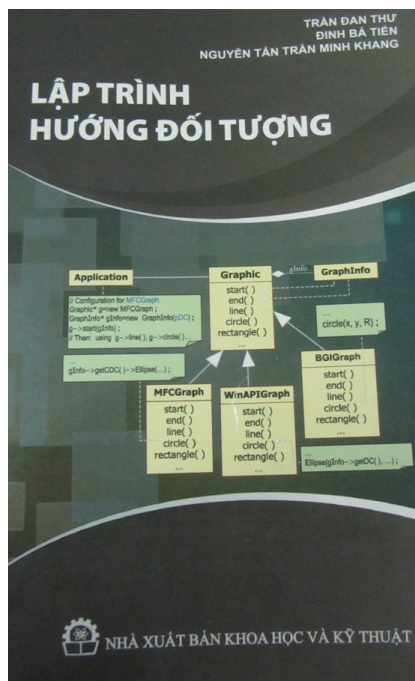 TRẦN ĐAN THƯ
ĐINH BÁ TIẾN
NGUYỄN TẤN TRẦN MINH KHANG
LẬP TRÌNH
HƯỚNG ĐỐI TƯỢNG
Application
// Configuration for MFCGraph
Graphic* g=new MFCGraph ;
GraphInfo* gInfo=new GraphInfo(pDC) ;
g->start(gInfo) ;
// Then: using g->line( ), g->circle( )...
...
gInfo->getCDC( )->Ellipse(...) ;
Graphic
start( )
end( )
line( )
circle( )
rectangle( )
...
gInfo
GraphInfo
...
circle(x, y, R) ;
BGIGraph
start( )
end( )
line( )
circle( )
rectangle( )
...
MFCGraph
start( )
end( )
line( )
circle( )
rectangle( )
...
WinAPIGraph
start( )
end( )
line( )
circle( )
rectangle( )
...
...
Ellipse(gInfo->getDC( ), ...) ;
NHÀ XUẤT BẢN KHOA HỌC VÀ KỸ THUẬT